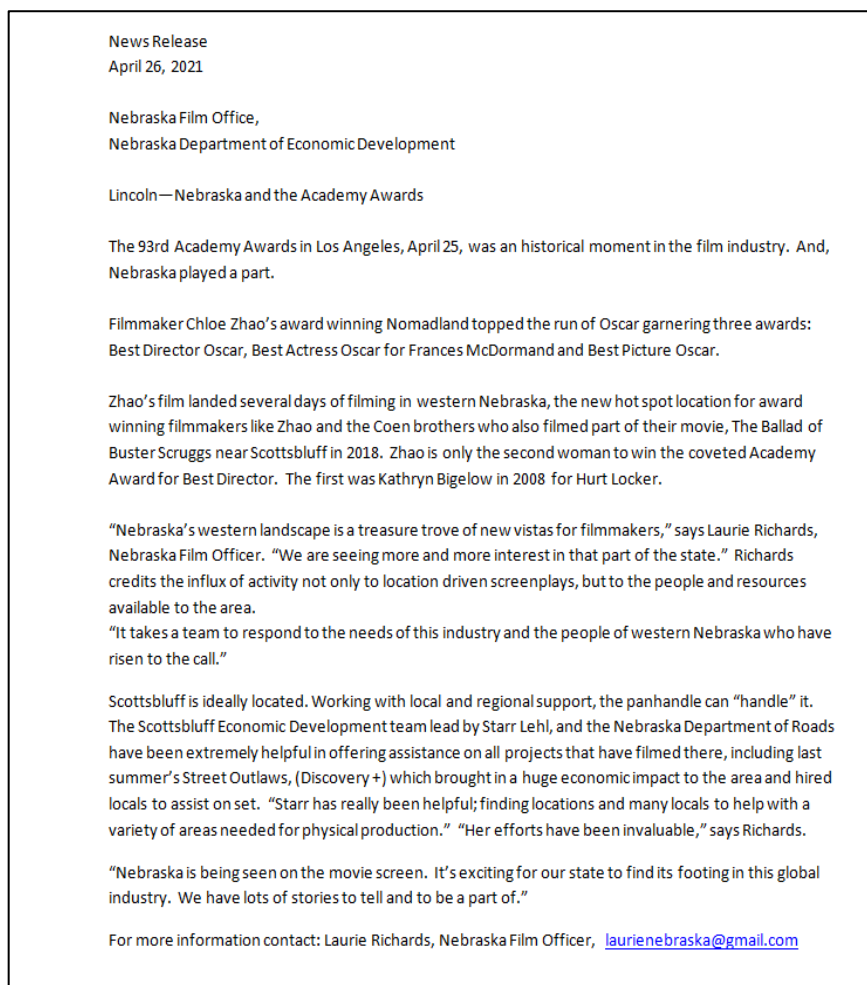 News Release
April 26, 2021
Nebraska Film Office,
Nebraska Department of Economic Development
Lincoln—Nebraska and the Academy Awards
The 93rd Academy Awards in Los Angeles, April 25, was an historical moment in the film industry.  And,
Nebraska played a part.
Filmmaker Chloe Zhao’s award winning Nomadland topped the run of Oscar garnering three awards:
Best Director Oscar, Best Actress Oscar for Frances McDormand and Best Picture Oscar.
Zhao’s film landed several days of filming in western Nebraska, the new hot spot location for award
winning filmmakers like Zhao and the Coen brothers who also filmed part of their movie, The Ballad of
Buster Scruggs near Scottsbluff in 2018.  Zhao is only the second woman to win the coveted Academy
Award for Best Director.  The first was Kathryn Bigelow in 2008 for Hurt Locker.
“Nebraska’s western landscape is a treasure trove of new vistas for filmmakers,” says Laurie Richards,
Nebraska Film Officer.  “We are seeing more and more interest in that part of the state.”  Richards
credits the influx of activity not only to location driven screenplays, but to the people and resources
available to the area.
“It takes a team to respond to the needs of this industry and the people of western Nebraska who have
risen to the call.”
Scottsbluff is ideally located. Working with local and regional support, the panhandle can “handle” it.
The Scottsbluff Economic Development team lead by Starr Lehl, and the Nebraska Department of Roads
have been extremely helpful in offering assistance on all projects that have filmed there, including last
summer’s Street Outlaws, (Discovery +) which brought in a huge economic impact to the area and hired
locals to assist on set.  “Starr has really been helpful; finding locations and many locals to help with a
variety of areas needed for physical production.”  “Her efforts have been invaluable,” says Richards.
“Nebraska is being seen on the movie screen.  It’s exciting for our state to find its footing in this global
industry.  We have lots of stories to tell and to be a part of.”
For more information contact: Laurie Richards, Nebraska Film Officer,  laurienebraska@gmail.com